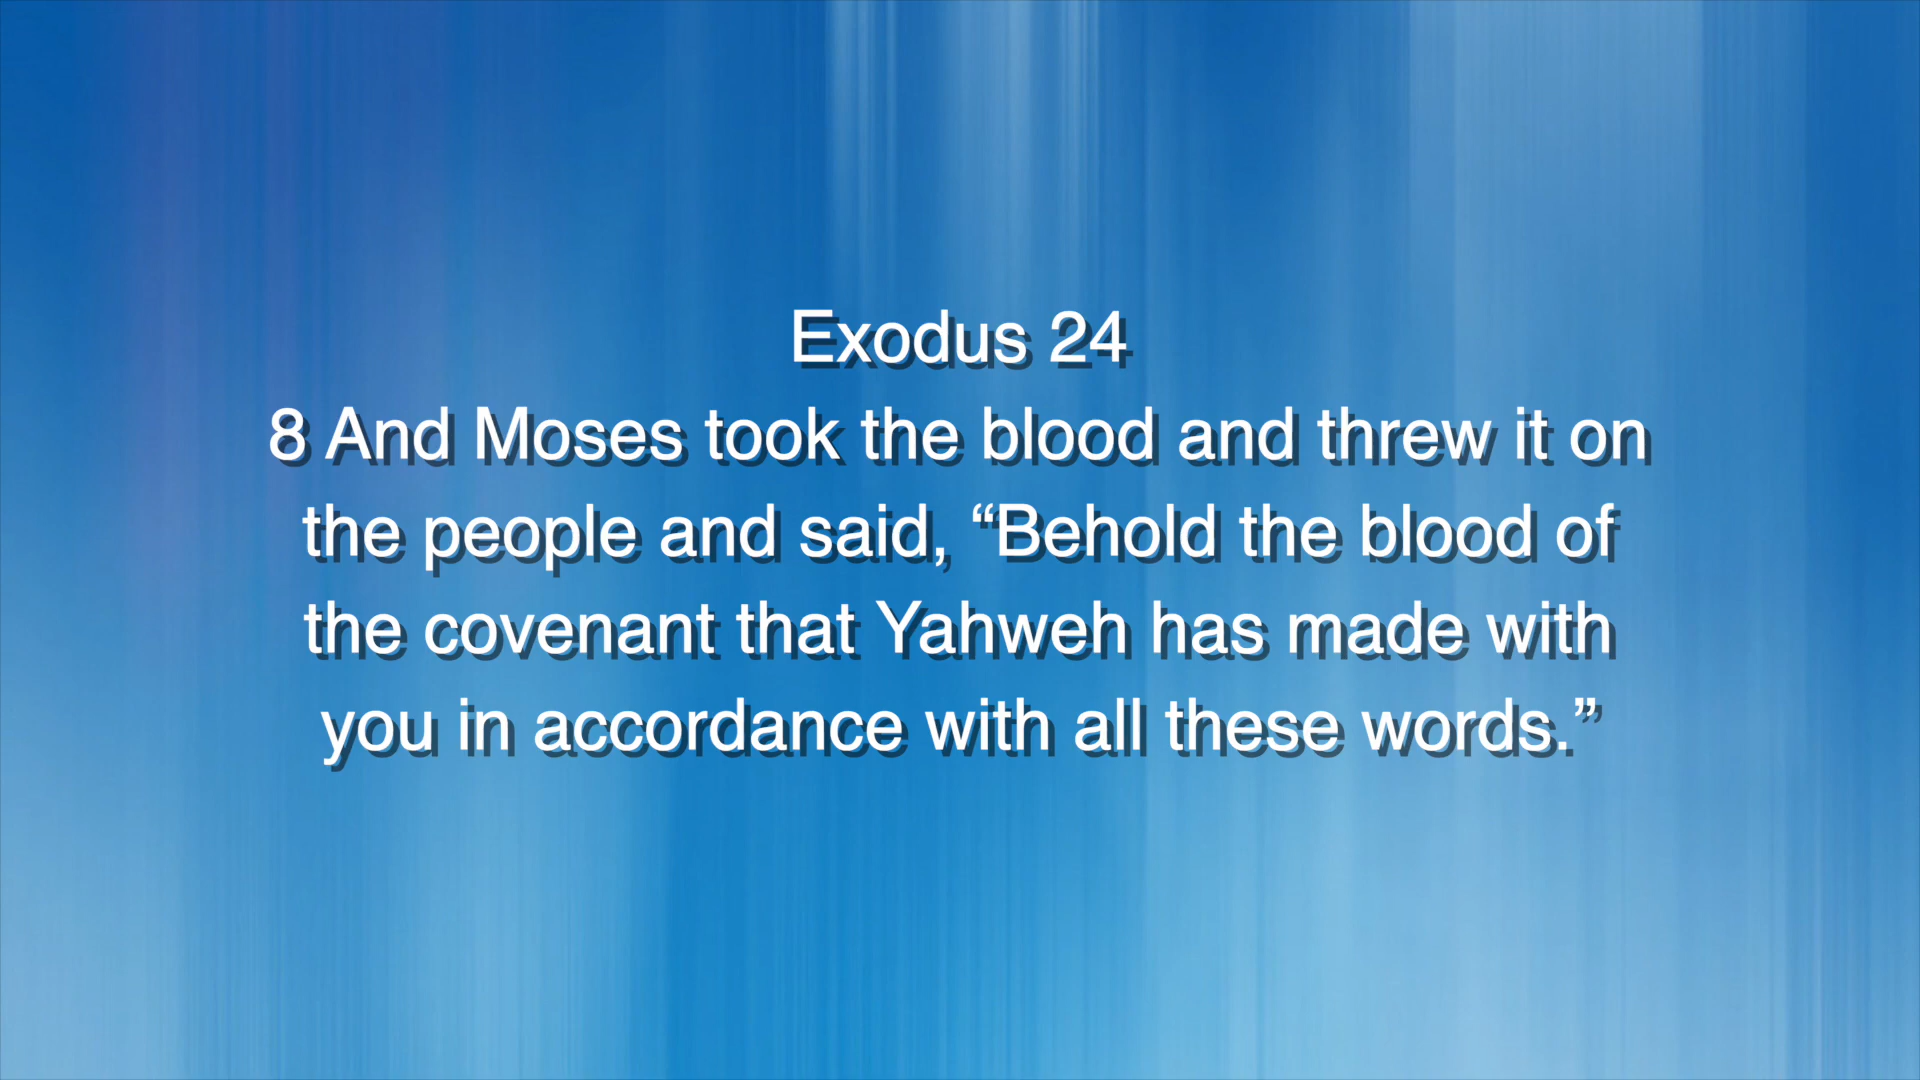 Exodus 24
8 And Moses took the blood and threw it on
the people and said, “Behold the blood of
the covenant that Yahweh has made with
you in accordance with all these words.”